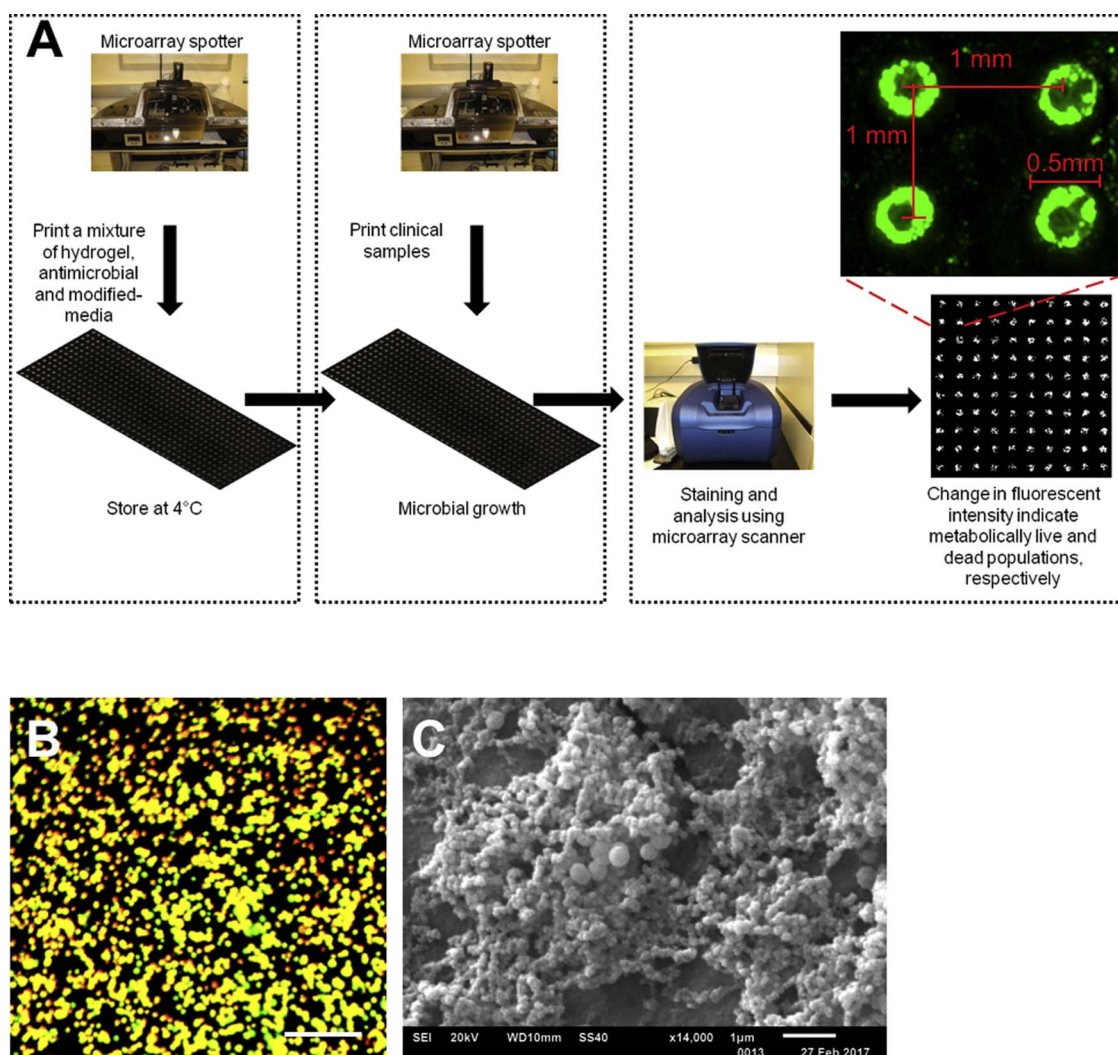 A
Microarray spotter
Print a mixture
of hydrogel,
antimicrobial
and modified-
media
Store at 4°C
Microarray spotter
Print clinical
samples
Microbial growth
Staining and
analysis using
microarray scanner
1 mm
1 mm
0.5mm
Change in fluorescent
intensity indicate
metabolically live and
dead populations,
respectively
B
C
SEI 20kV WD10mm SS40 x14,000 1μm
0013 27 Feb 2017